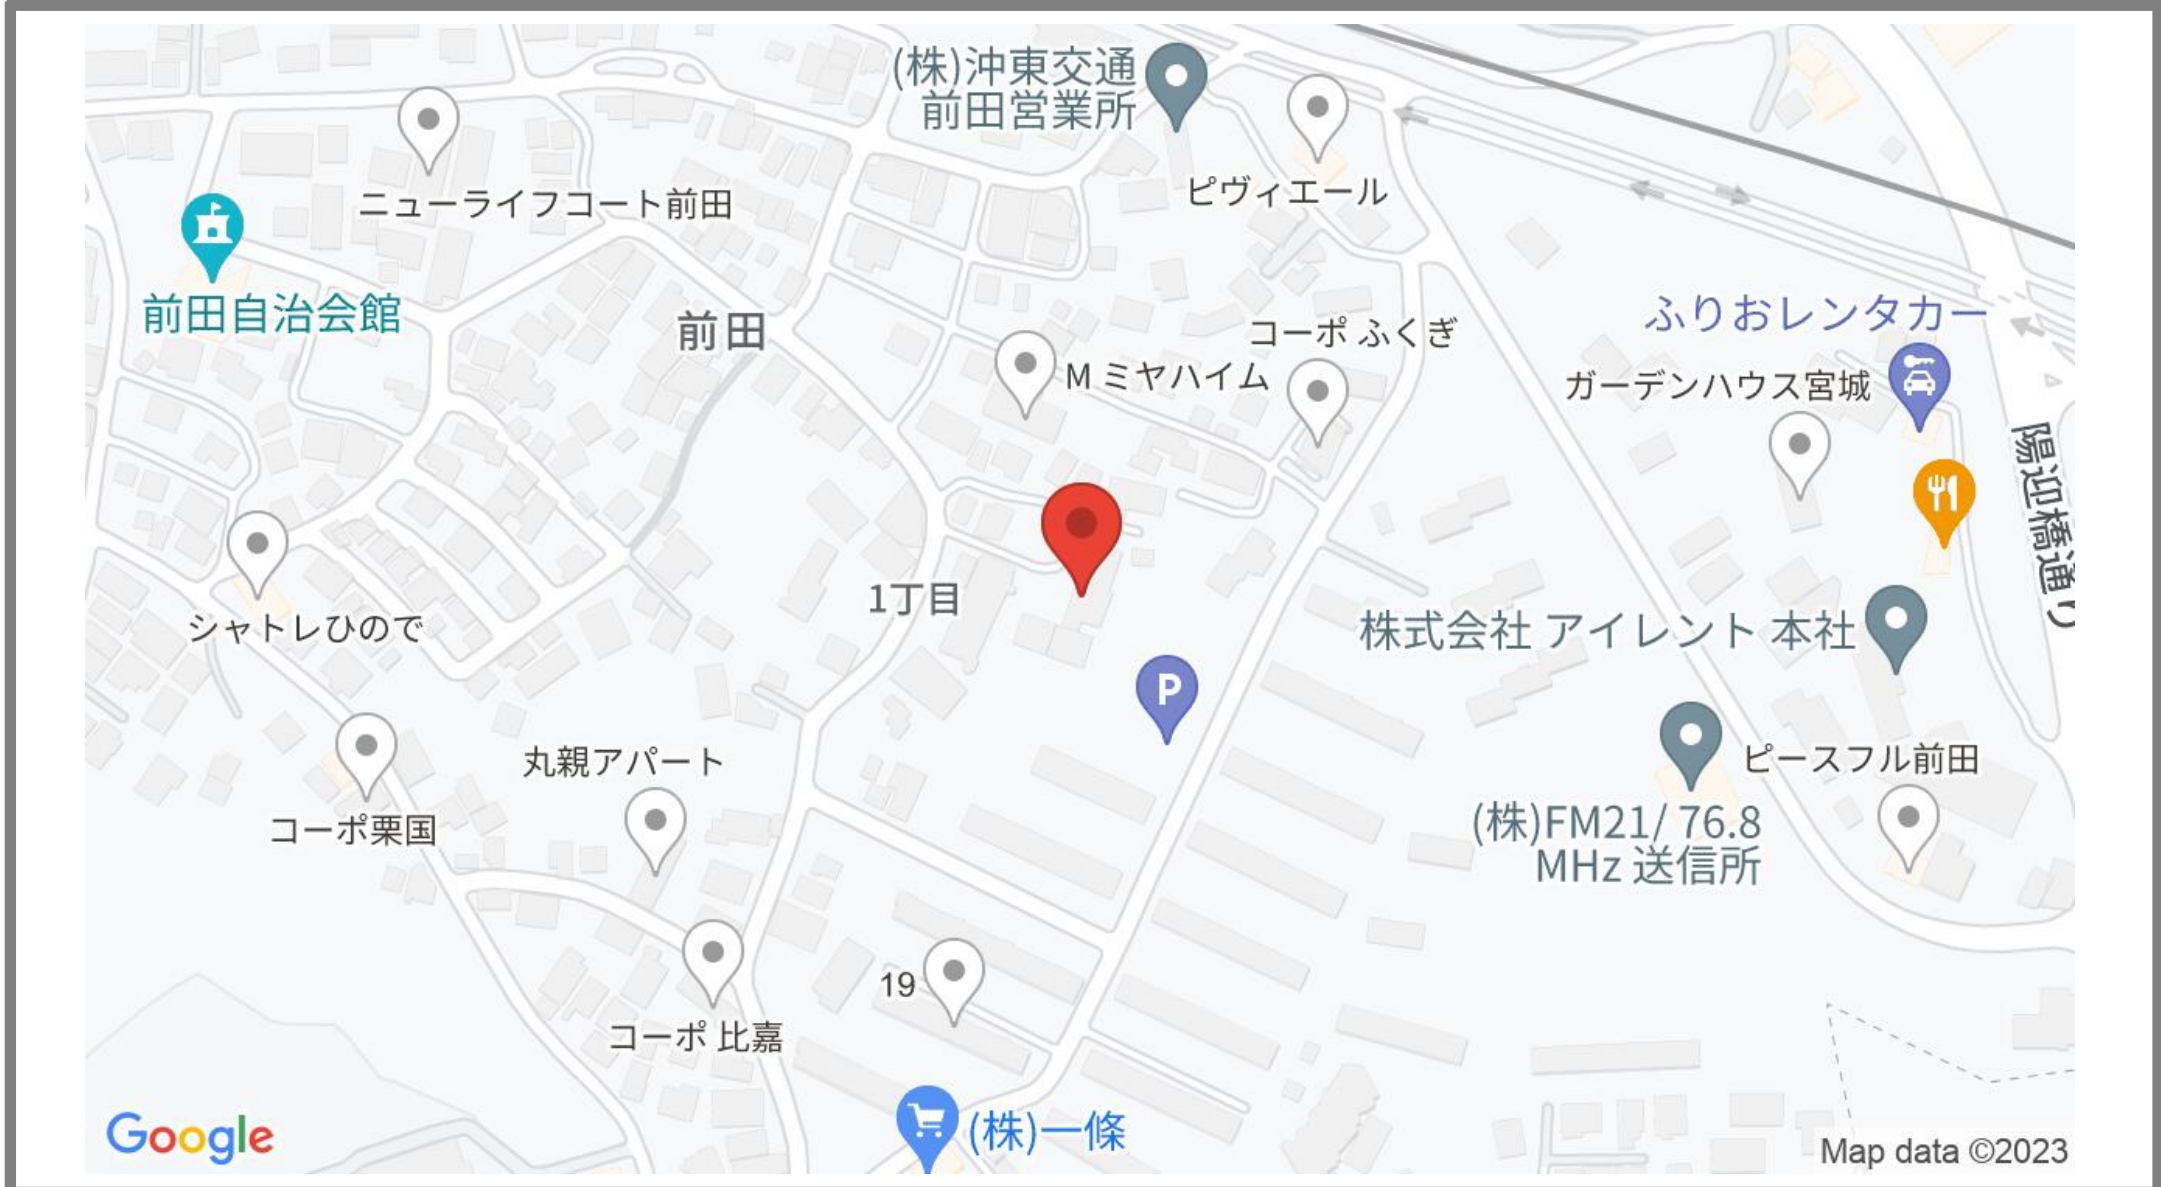 (株)沖東交通
前田営業所
ピヴィエール
ニューライフコート前田
前田自治会館
前田
コーポ ふくぎ
M ミヤハイム
ふりおレンタカー
ガーデンハウス宮城
陽迎橋通り
1丁目
シャトレひので
株式会社 アイレント 本社
P
丸親アパート
ピースフル前田
コーポ栗国
(株)FM21/ 76.8
MHz 送信所
19
コーポ 比嘉
(株)一條
Google
Map data ©2023